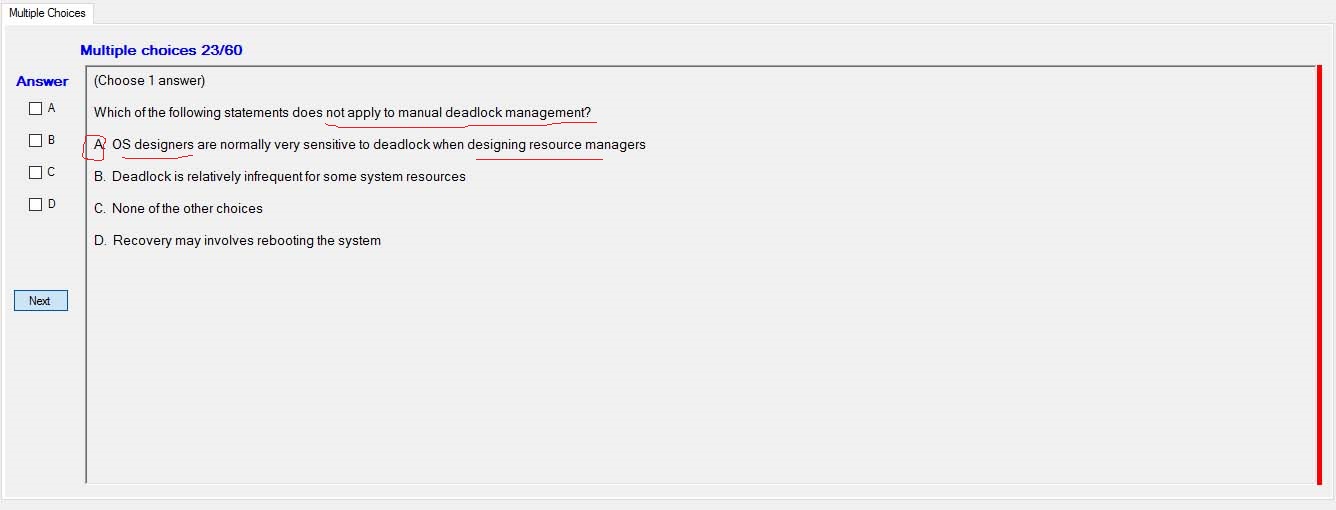 Multiple Choices
Multiple choices 23/60
Answer
(Choose 1 answer)
A
Which of the following statements does not apply to manual deadlock management?
B
A. OS designers are normally very sensitive to deadlock when designing resource managers
C
B. Deadlock is relatively infrequent for some system resources
D
C. None of the other choices
D. Recovery may involves rebooting the system
Next